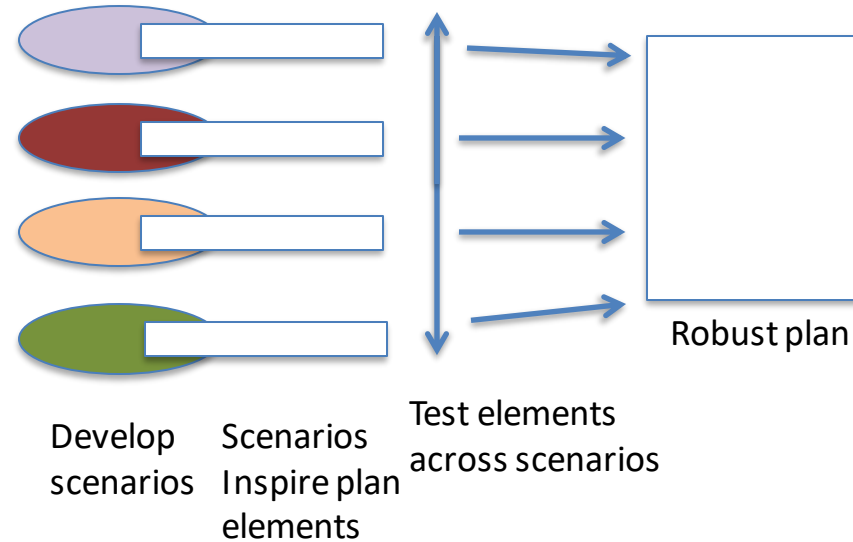 Robust plan
Develop
scenarios
Scenarios
Inspire plan
elements
Test elements
across scenarios